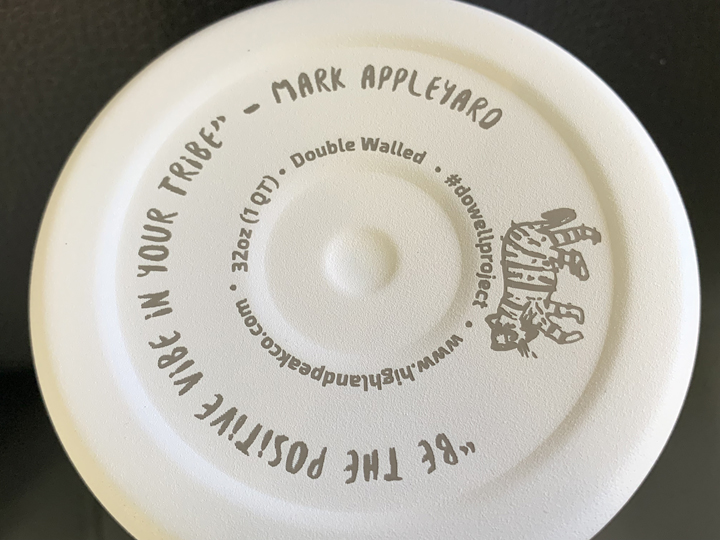 “BE THE POSITIVE VIBE IN YOUR TRIBE” - MARK APPLEYARD
32oz (1 QT) • Double Walled • #dowellproject • www.highlandpeakco.com •